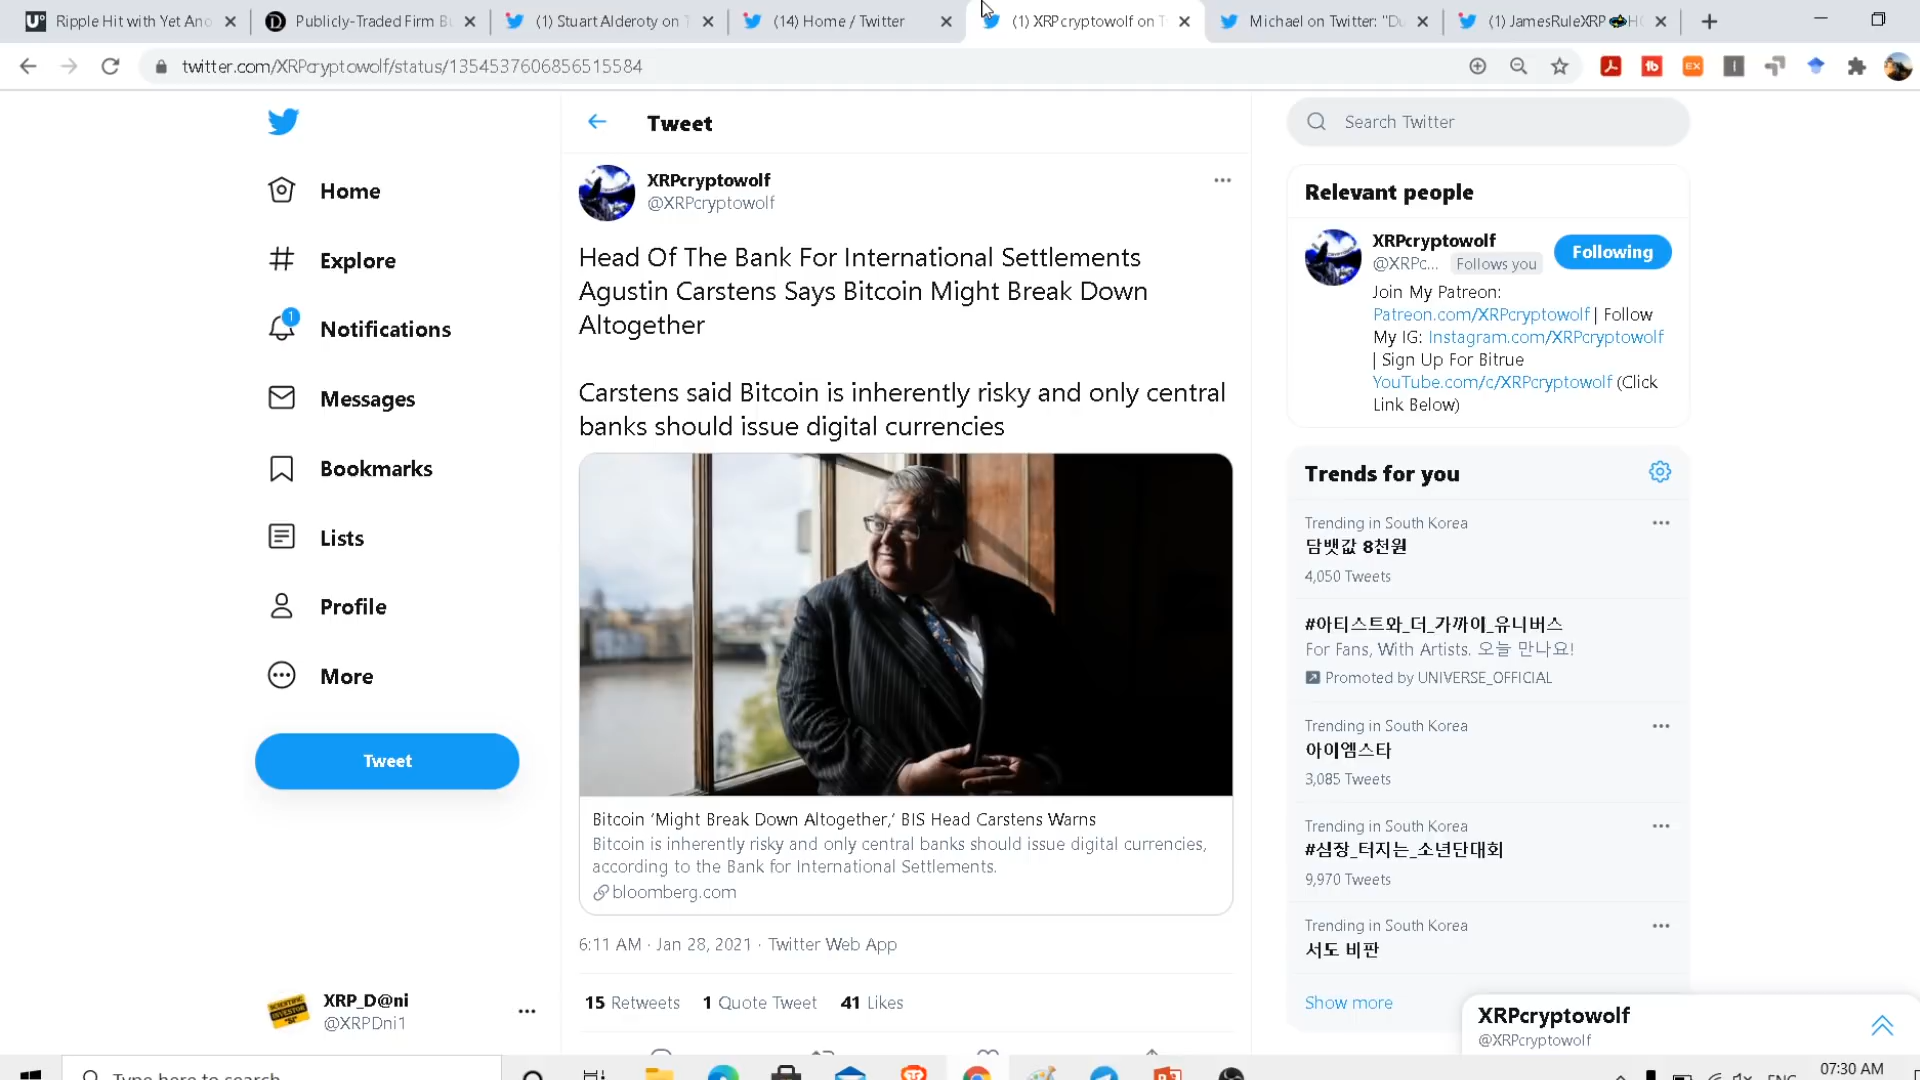 Ripple Hit with Yet Ano
Publicly-Traded Firm Bu
(1) Stuart Alderoty on T
(14) Home / Twitter
(1) XRPcryptowolf on T
Michael on Twitter: "Du
(1) JamesRuleXRP
twitter.com/XRPcryptowolf/status/1354537606856515584
Home
Explore
1
Notifications
Messages
Bookmarks
Lists
Profile
More
Tweet
XRP_D@ni
@XRPDni1
Tweet
XRPcryptowolf
@XRPcryptowolf
Head Of The Bank For International Settlements
Agustin Carstens Says Bitcoin Might Break Down
Altogether
Carstens said Bitcoin is inherently risky and only central
banks should issue digital currencies
Bitcoin ‘Might Break Down Altogether,’ BIS Head Carstens Warns
Bitcoin is inherently risky and only central banks should issue digital currencies,
according to the Bank for International Settlements.
bloomberg.com
6:11 AM · Jan 28, 2021 · Twitter Web App
15 Retweets 1 Quote Tweet 41 Likes
Search Twitter
Relevant people
XRPcryptowolf
@XRPc... Follows you
Following
Join My Patreon:
Patreon.com/XRPcryptowolf | Follow
My IG: Instagram.com/XRPcryptowolf
| Sign Up For Bitrue
YouTube.com/c/XRPcryptowolf (Click
Link Below)
Trends for you
Trending in South Korea
담뱃값 8천원
4,050 Tweets
#아티스트와_더_가까이_유니버스
For Fans, With Artists. 오늘 만나요!
Promoted by UNIVERSE_OFFICIAL
Trending in South Korea
아이엠스타
3,085 Tweets
Trending in South Korea
#심장_터지는_소년단대회
9,970 Tweets
Trending in South Korea
서도 비판
Show more
XRPcryptowolf
@XRPcryptowolf
Type here to search
ENG
07:30 AM